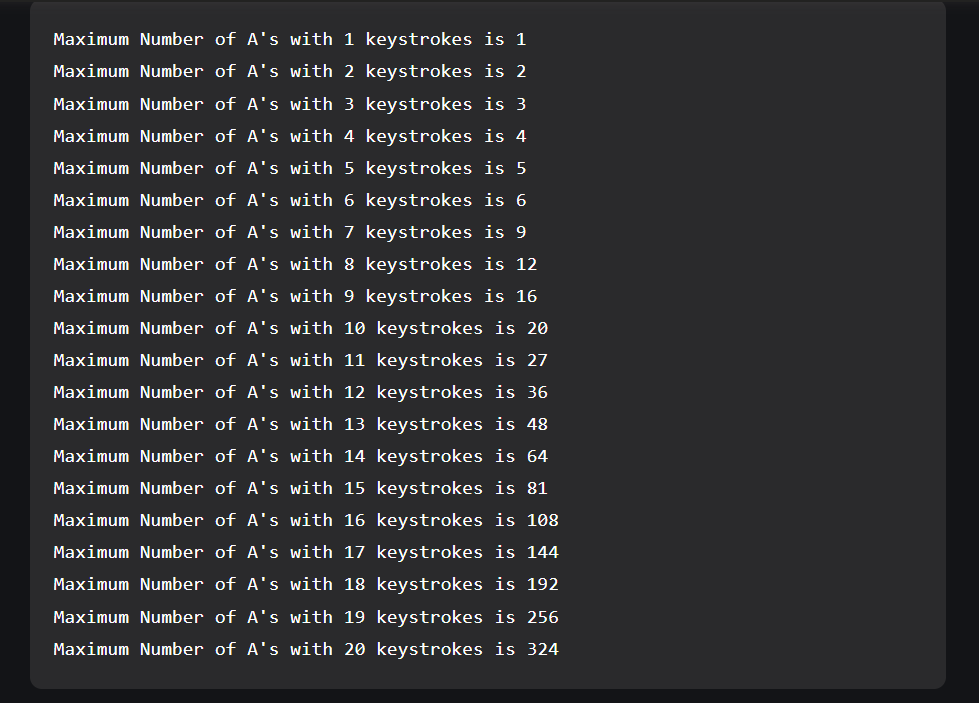 Maximum Number of A's with 1 keystrokes is 1
Maximum Number of A's with 2 keystrokes is 2
Maximum Number of A's with 3 keystrokes is 3
Maximum Number of A's with 4 keystrokes is 4
Maximum Number of A's with 5 keystrokes is 5
Maximum Number of A's with 6 keystrokes is 6
Maximum Number of A's with 7 keystrokes is 9
Maximum Number of A's with 8 keystrokes is 12
Maximum Number of A's with 9 keystrokes is 16
Maximum Number of A's with 10 keystrokes is 20
Maximum Number of A's with 11 keystrokes is 27
Maximum Number of A's with 12 keystrokes is 36
Maximum Number of A's with 13 keystrokes is 48
Maximum Number of A's with 14 keystrokes is 64
Maximum Number of A's with 15 keystrokes is 81
Maximum Number of A's with 16 keystrokes is 108
Maximum Number of A's with 17 keystrokes is 144
Maximum Number of A's with 18 keystrokes is 192
Maximum Number of A's with 19 keystrokes is 256
Maximum Number of A's with 20 keystrokes is 324